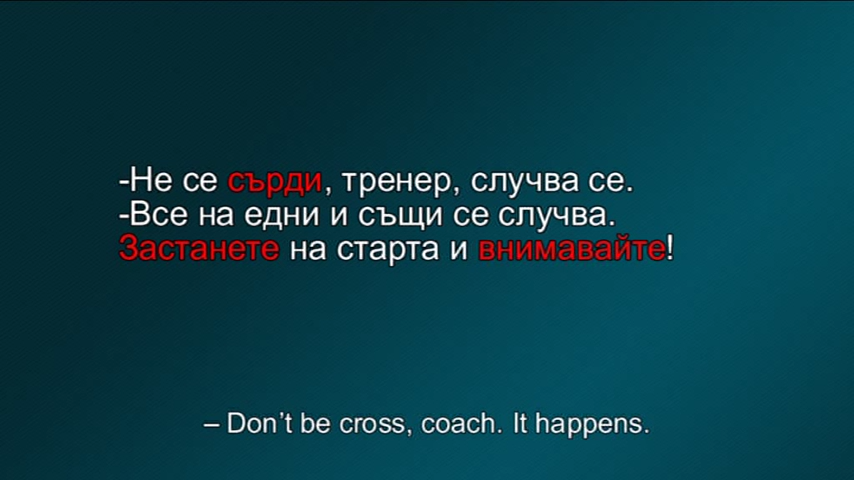 -Не се сърди, тренер, случва се.
-Все на едни и същи се случва.
Застанете на старта и внимавайте!
– Don’t be cross, coach. It happens.